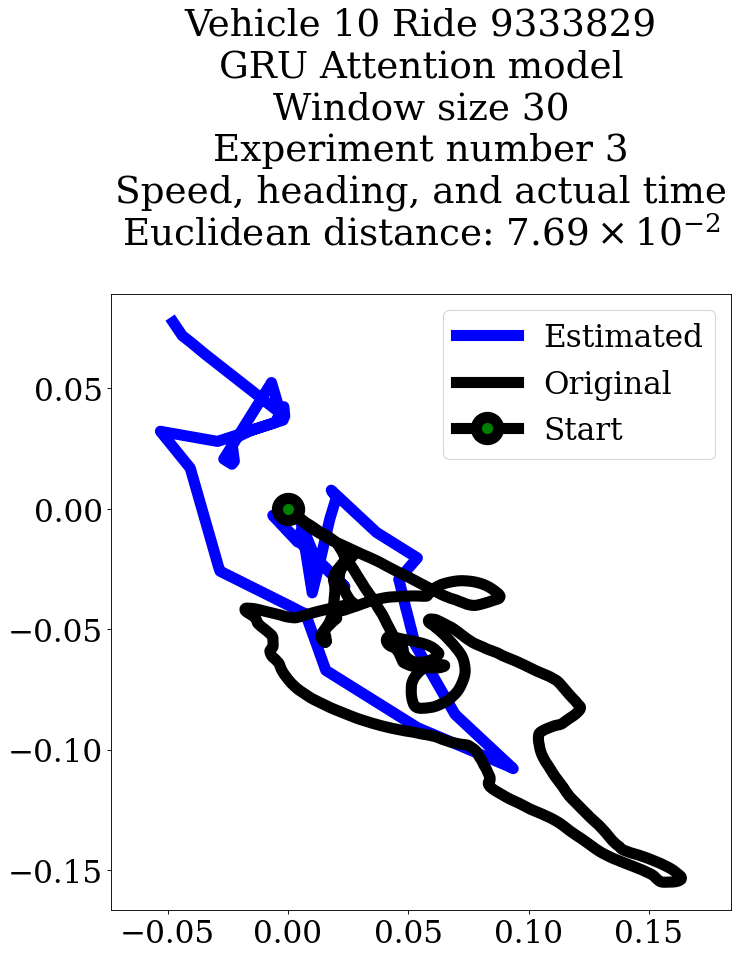 Vehicle 10 Ride 9333829
GRU Attention model
Window size 30
Experiment number 3
Speed, heading, and actual time
Euclidean distance: 7.69 × 10⁻²
Estimated
Original
Start
0.05
0.00
−0.05
−0.10
−0.15
−0.05 0.00 0.05 0.10 0.15